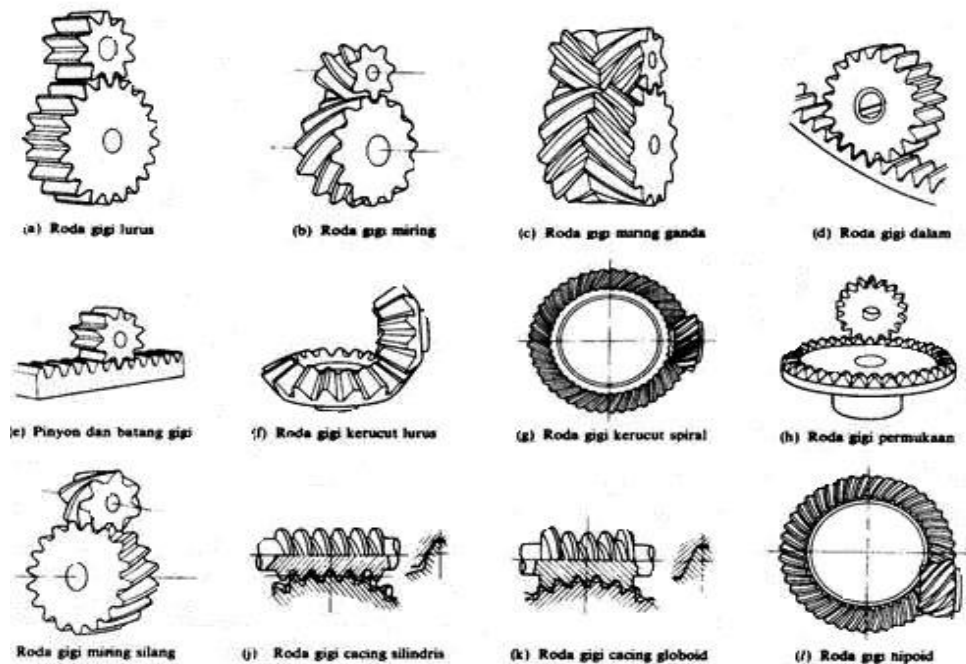 (a) Roda gigi lurus
(b) Roda gigi miring
(c) Roda gigi miring ganda
(d) Roda gigi dalam
(e) Pinyon dan batang gigi
(f) Roda gigi kerucut lurus
(g) Roda gigi kerucut spiral
(h) Roda gigi permukaan
Roda gigi miring silang
(j) Roda gigi cacing silindris
(k) Roda gigi cacing globoid
(l) Roda gigi hipoid